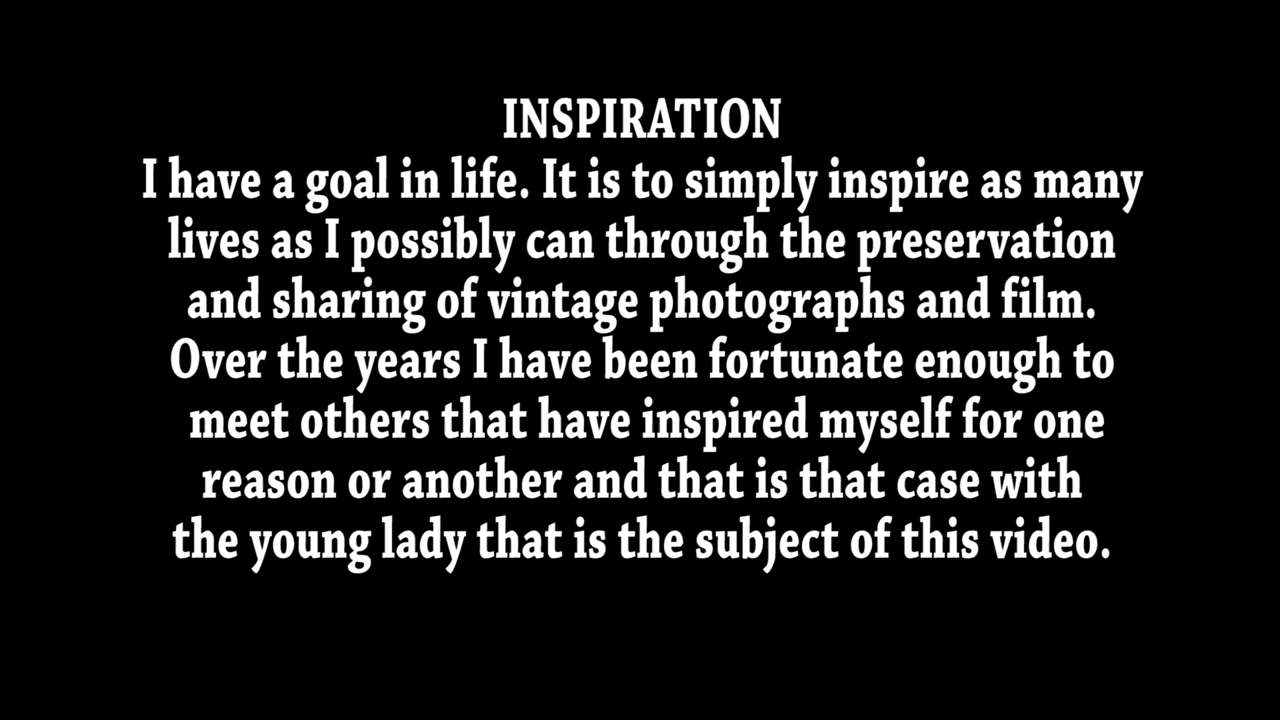 INSPIRATION
I have a goal in life. It is to simply inspire as many
lives as I possibly can through the preservation
and sharing of vintage photographs and film.
Over the years I have been fortunate enough to
meet others that have inspired myself for one
reason or another and that is that case with
the young lady that is the subject of this video.